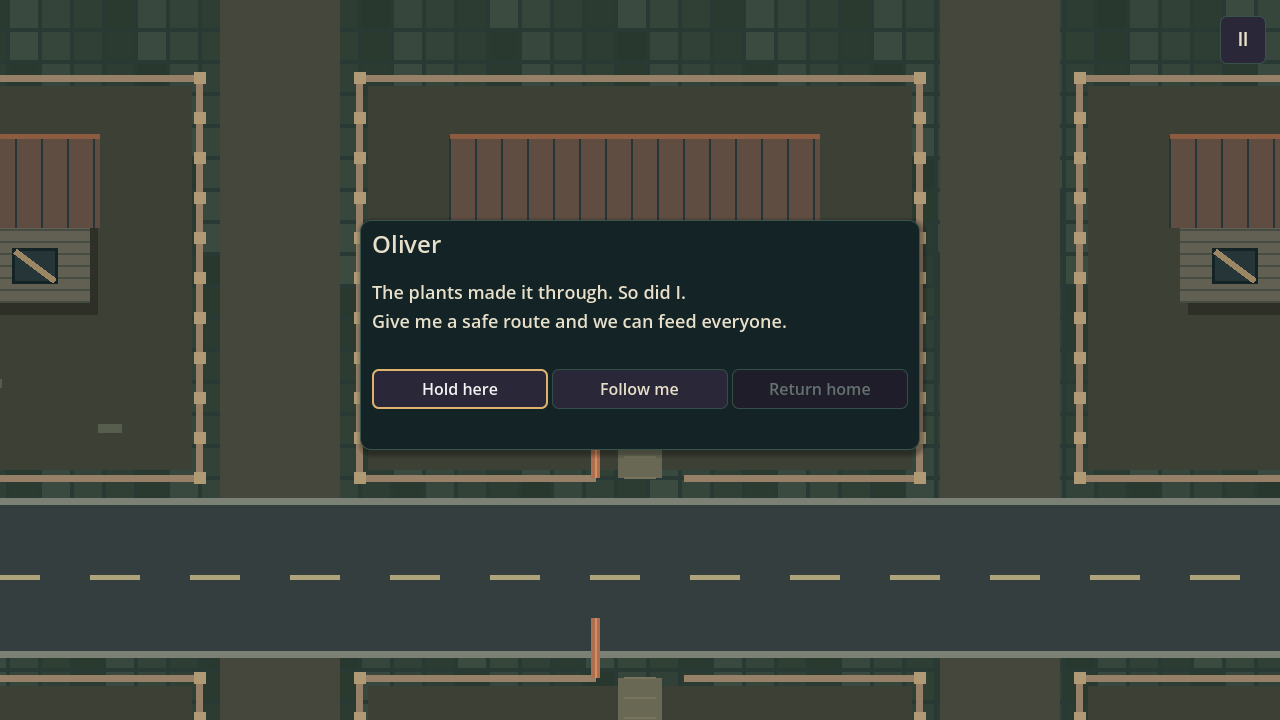 Oliver
The plants made it through. So did I.
Give me a safe route and we can feed everyone.
Hold here
Follow me
Return home